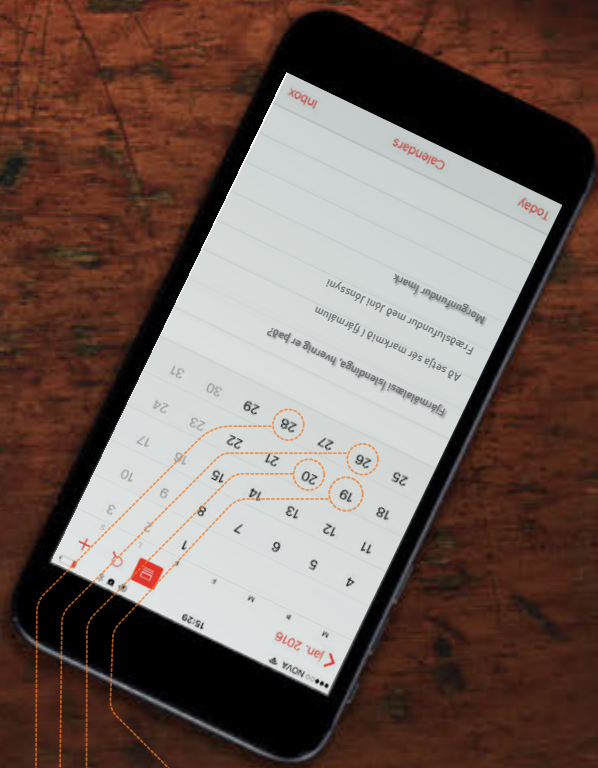 NOVA 15:29
jan. 2016
M Þ M F F L S
1 2 3
4 5 6 7 8 9 10
11 12 13 14 15 16 17
18 19 20 21 22 23 24
25 26 27 28 29 30 31
Fjármálalæsi Íslendinga, hvernig er það?
Að setja sér markmið í fjármálum
Fræðslufundur með Jóni Jónssyni
Morgunfundur Ímark
Today Calendars Inbox